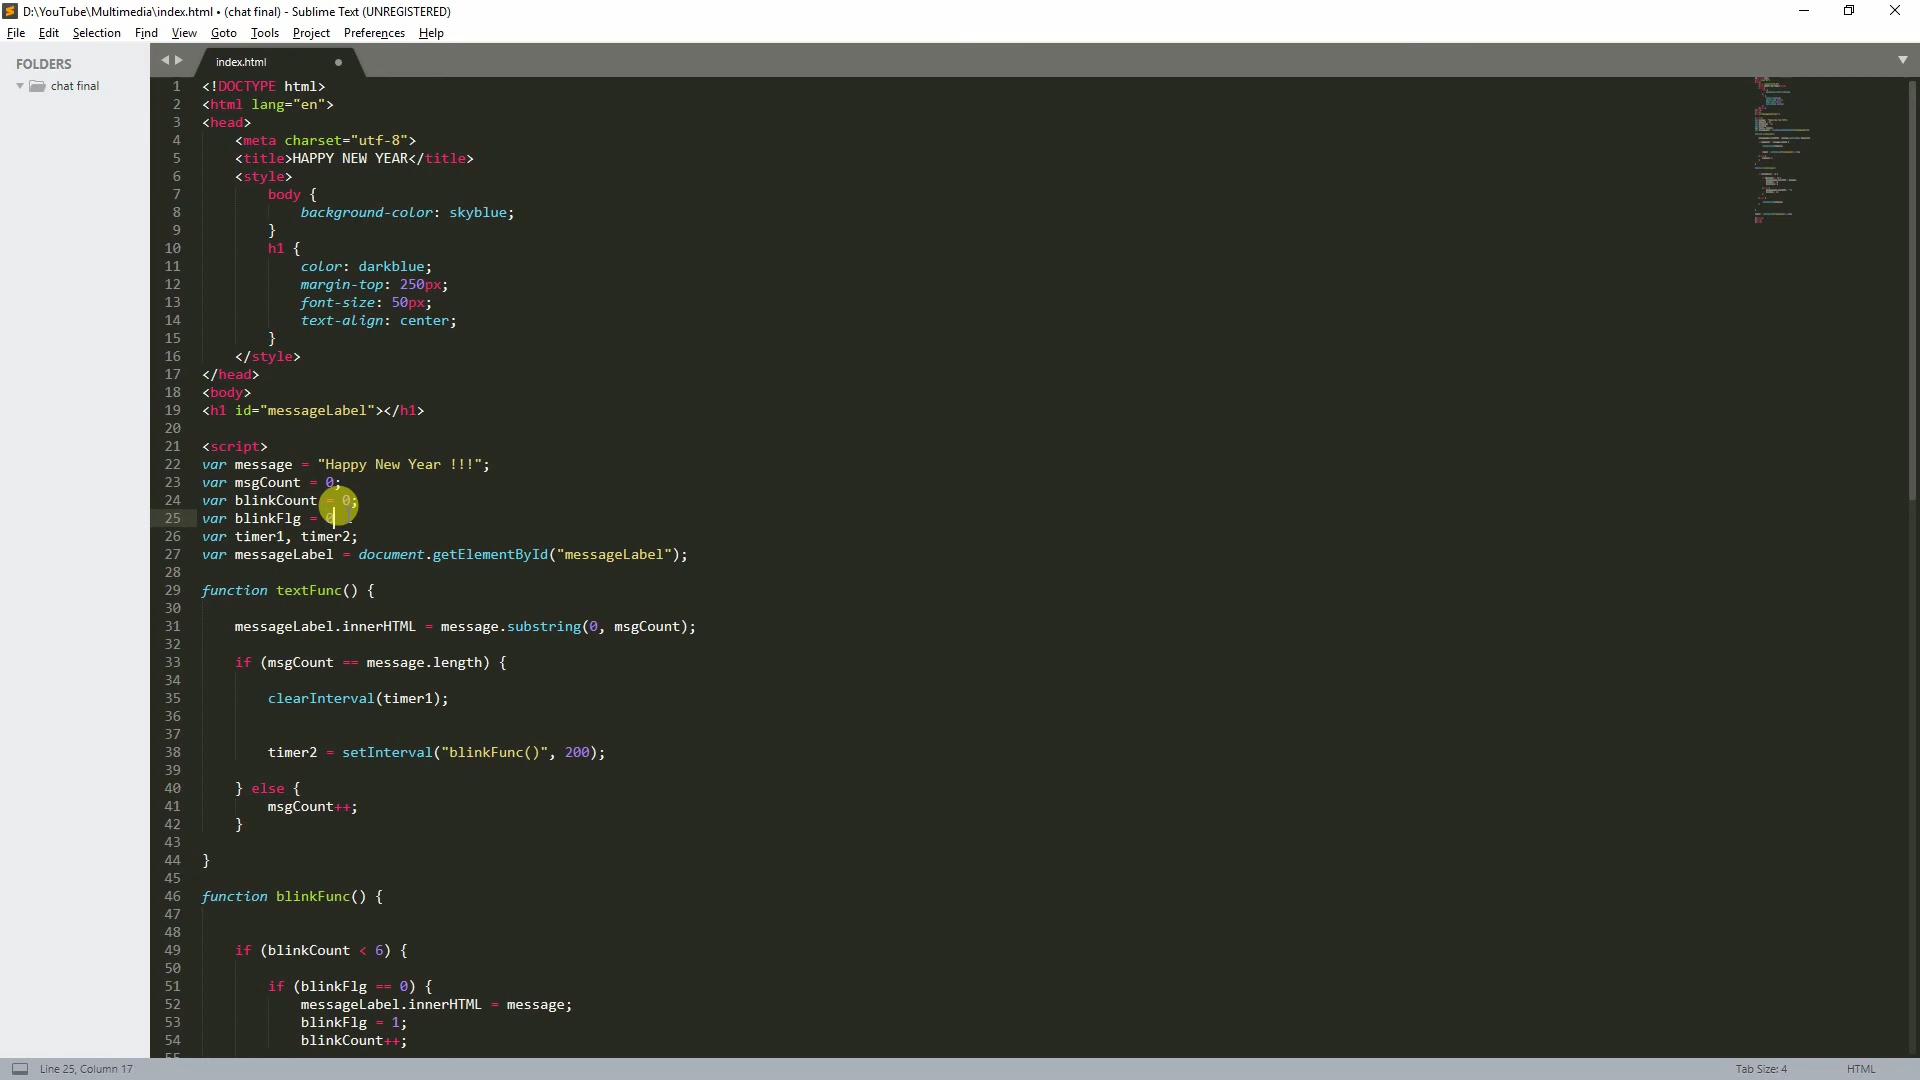 D:\YouTube\Multimedia\index.html • (chat final) - Sublime Text (UNREGISTERED)
File Edit Selection Find View Goto Tools Project Preferences Help
FOLDERS
chat final
index.html
1 <!DOCTYPE html>
2 <html lang="en">
3 <head>
4 <meta charset="utf-8">
5 <title>HAPPY NEW YEAR</title>
6 <style>
7 body {
8 background-color: skyblue;
9 }
10 h1 {
11 color: darkblue;
12 margin-top: 250px;
13 font-size: 50px;
14 text-align: center;
15 }
16 </style>
17 </head>
18 <body>
19 <h1 id="messageLabel"></h1>
20
21 <script>
22 var message = "Happy New Year !!!";
23 var msgCount = 0;
24 var blinkCount = 0;
25 var blinkFlg = 0
26 var timer1, timer2;
27 var messageLabel = document.getElementById("messageLabel");
28
29 function textFunc() {
30
31 messageLabel.innerHTML = message.substring(0, msgCount);
32
33 if (msgCount == message.length) {
34
35 clearInterval(timer1);
36
37
38 timer2 = setInterval("blinkFunc()", 200);
39
40 } else {
41 msgCount++;
42 }
43
44 }
45
46 function blinkFunc() {
47
48
49 if (blinkCount < 6) {
50
51 if (blinkFlg == 0) {
52 messageLabel.innerHTML = message;
53 blinkFlg = 1;
54 blinkCount++;
55
Line 25, Column 17
Tab Size: 4
HTML